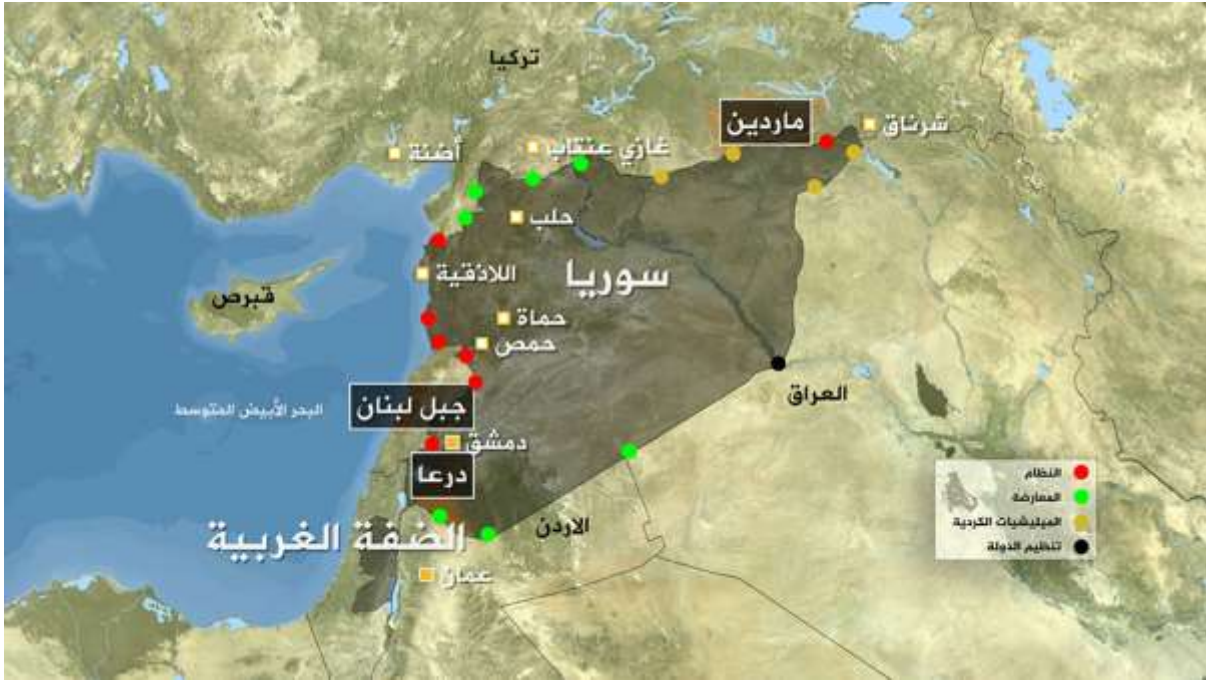 تركيا
ماردين
شرناق
غازي عنتاب
أضنة
حلب
سوريا
اللاذقية
قبرص
حماة
حمص
العراق
جبل لبنان
البحر الأبيض المتوسط
دمشق
درعا
الاردن
الضفة الغربية
عمان
النظام
المعارضة
الميليشيات الكردية
تنظيم الدولة